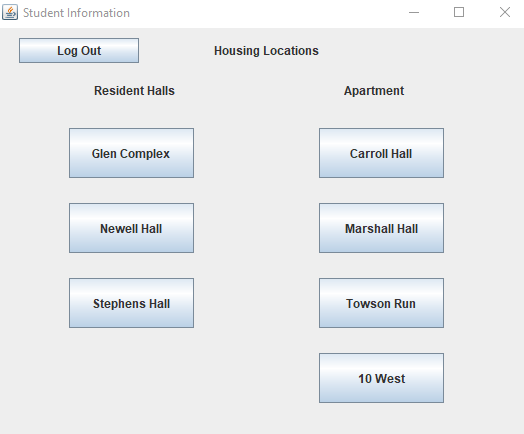 Student Information
Log Out
Housing Locations
Resident Halls
Apartment
Glen Complex
Carroll Hall
Newell Hall
Marshall Hall
Stephens Hall
Towson Run
10 West